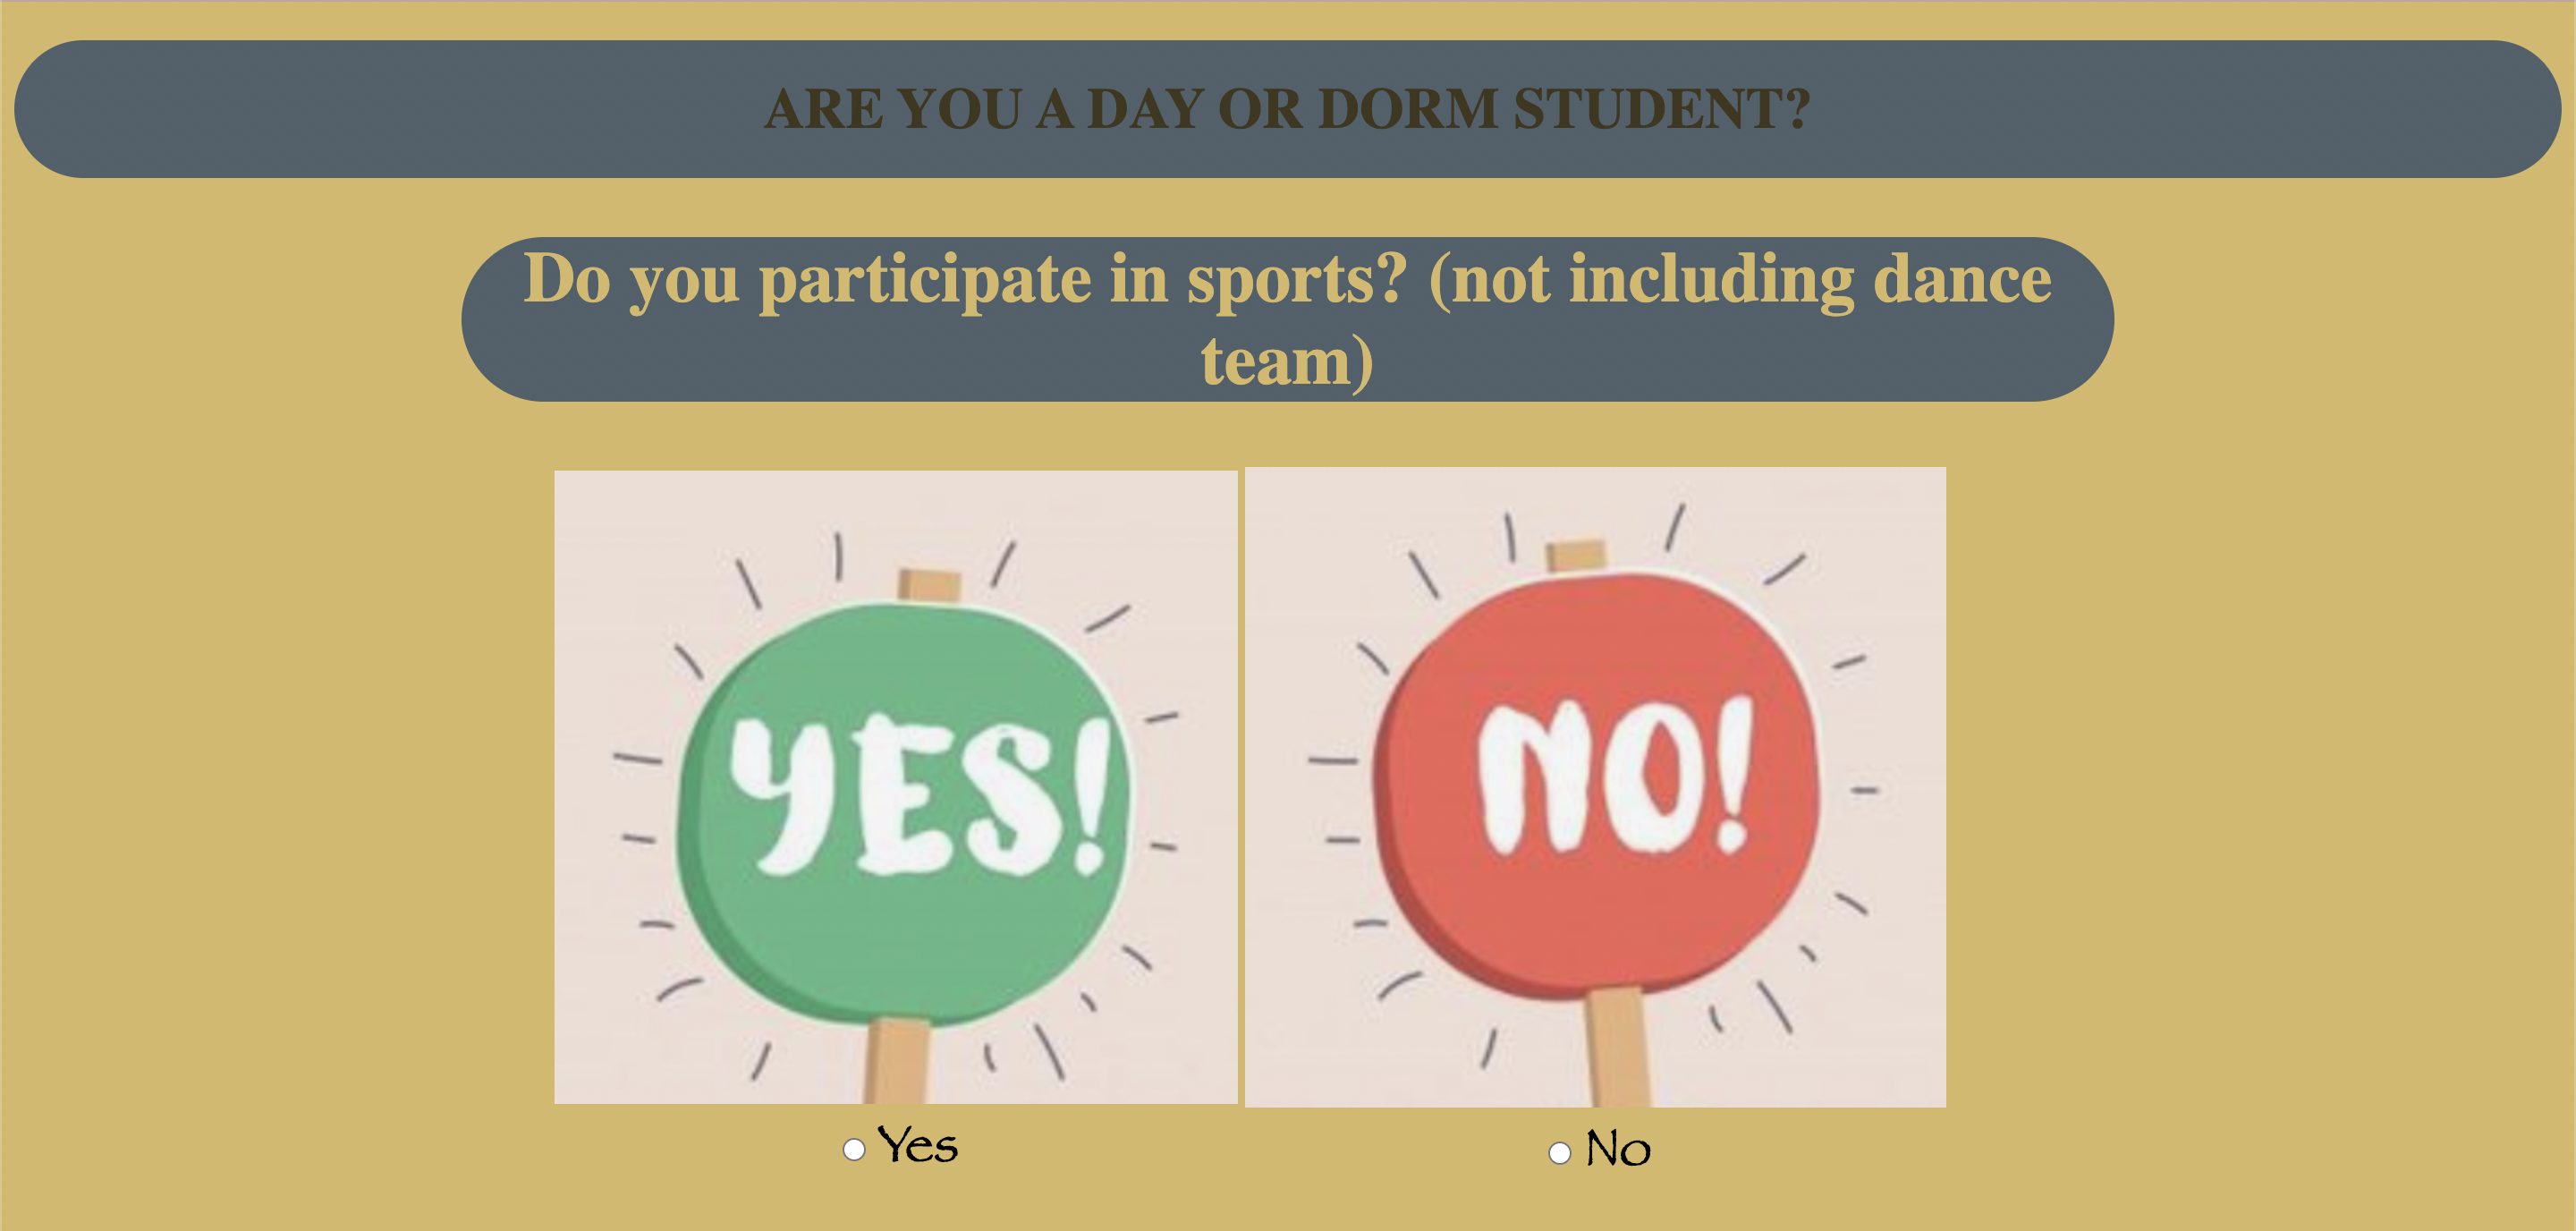 ARE YOU A DAY OR DORM STUDENT?
Do you participate in sports? (not including dance
team)
YES!
NO!
Yes
No